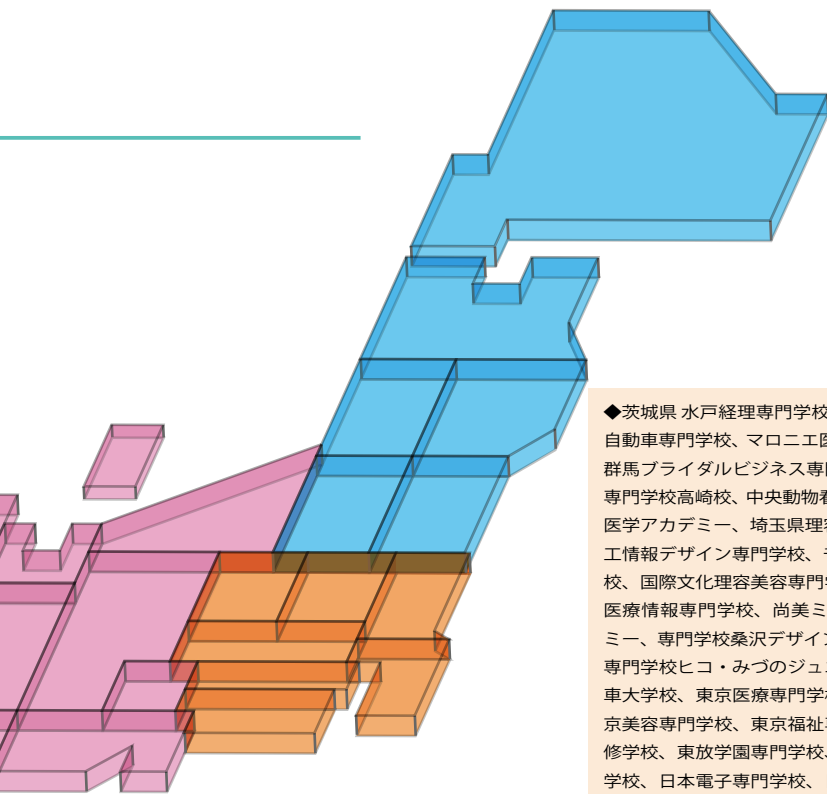 ◆茨城県 水戸経理専門学校
自動車専門学校、マロニエ医
群馬ブライダルビジネス専門
専門学校高崎校、中央動物看
医学アカデミー、埼玉県理容
工情報デザイン専門学校、
校、国際文化理容美容専門学
医療情報専門学校、尚美ミ
ミー、専門学校桑沢デザイン
専門学校ヒコ・みづのジュエ
車大学校、東京医療専門学校
京美容専門学校、東京福祉専
修学校、東放学園専門学校、
学校、日本電子専門学校、